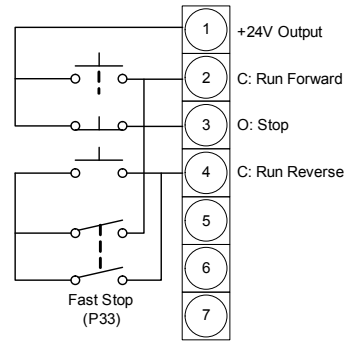 1 +24V Output
2 C: Run Forward
3 O: Stop
4 C: Run Reverse
5
6
7
Fast Stop
(P33)